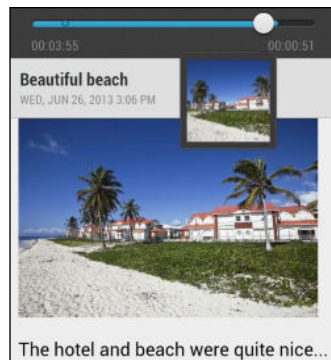 00:03:55 00:00:51
Beautiful beach
WED, JUN 26, 2013 3:06 PM
The hotel and beach were quite nice...